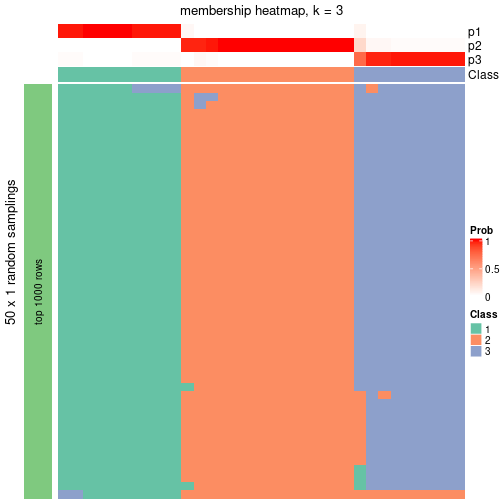 membership heatmap, k = 3
p1
p2
p3
Class
50 x 1 random samplings
top 1000 rows
Prob
1
0.5
0
Class
1
2
3